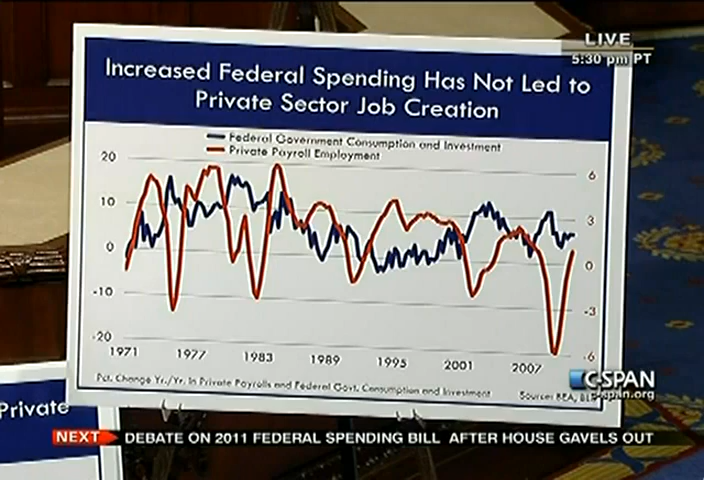 LIVE
5:30 pm PT
Increased Federal Spending Has Not Led to
Private Sector Job Creation
Federal Government Consumption and Investment
Private Payroll Employment
20
10
0
-10
-20
6
3
0
-3
-6
1971 1977 1983 1989 1995 2001 2007
Pct. Change Yr./Yr. in Private Payrolls and Federal Govt. Consumption and Investment
Source: BEA,
C-SPAN
c-span.org
Private
NEXT DEBATE ON 2011 FEDERAL SPENDING BILL AFTER HOUSE GAVELS OUT